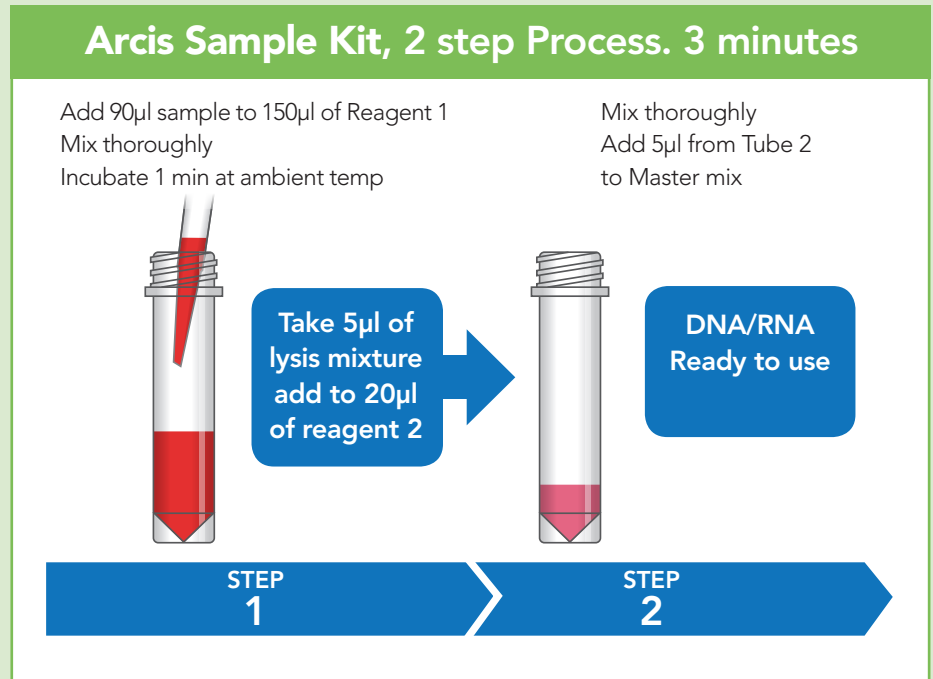 Arcis Sample Kit, 2 step Process. 3 minutes
Add 90µl sample to 150µl of Reagent 1
Mix thoroughly
Incubate 1 min at ambient temp
Mix thoroughly
Add 5µl from Tube 2
to Master mix
Take 5µl of
lysis mixture
add to 20µl
of reagent 2
DNA/RNA
Ready to use
STEP
1
STEP
2